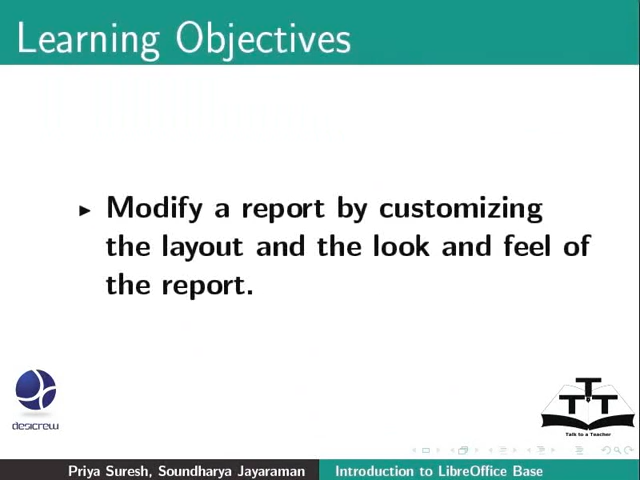 Learning Objectives
Modify a report by customizing
the layout and the look and feel of
the report.
desicrew
T
T T
Talk to a Teacher
Priya Suresh, Soundharya Jayaraman Introduction to LibreOffice Base